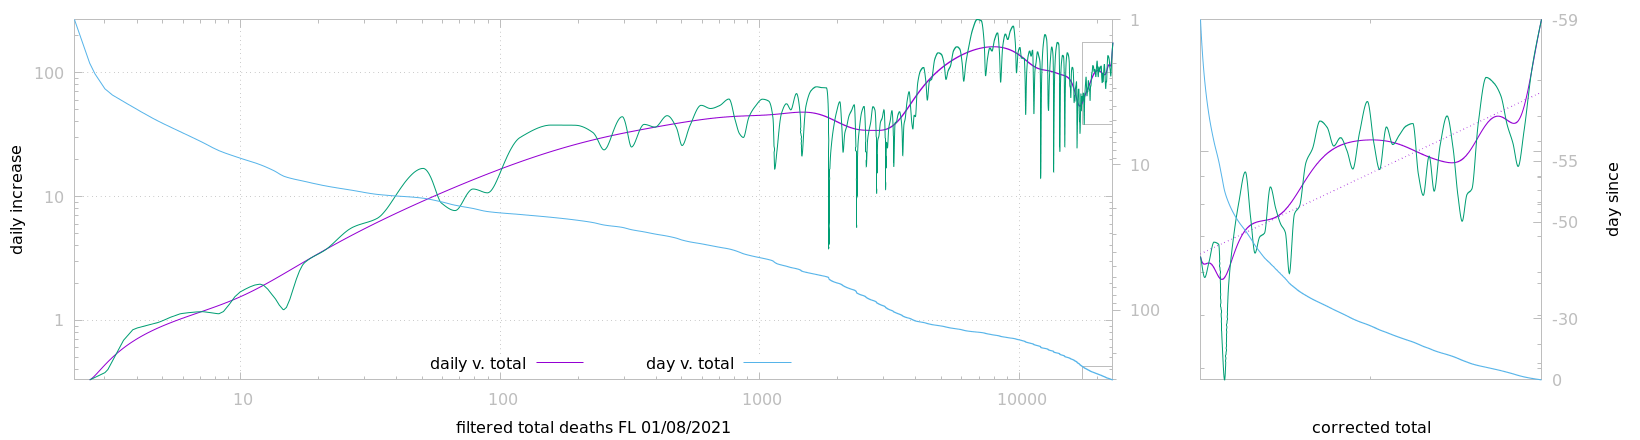 daily increase
100
10
1
daily v. total
day v. total
10
100
1000
10000
filtered total deaths FL 01/08/2021
1
10
100
-59
-55
-50
-30
0
day since
corrected total